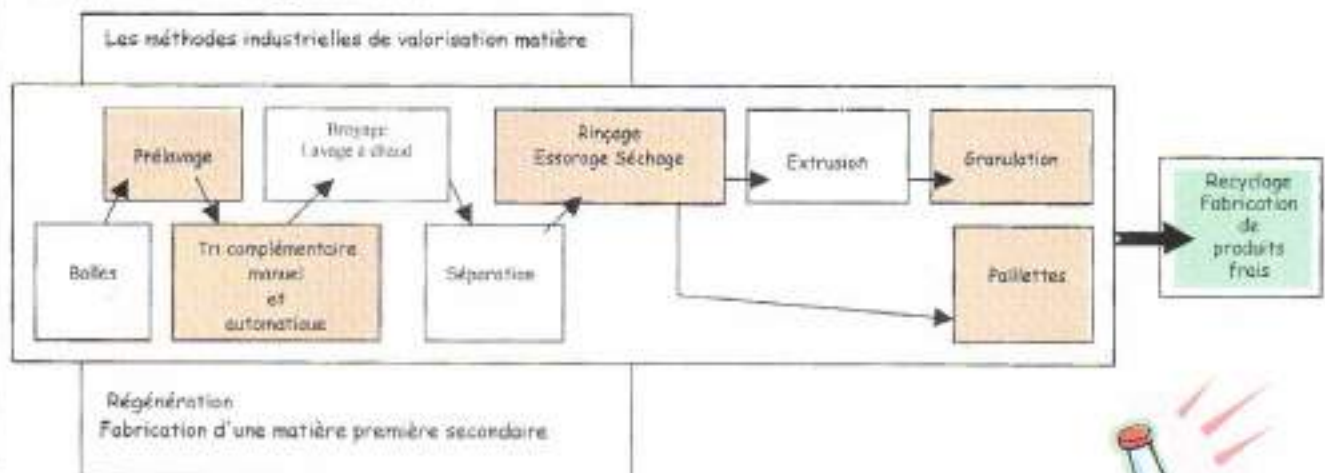 Les méthodes industrielles de valorisation matière
Balles
Prélavage
Tri complémentaire
manuel
et
automatique
Broyage
Lavage à chaud
Séparation
Rinçage
Essorage Séchage
Extrusion
Granulation
Paillettes
Recyclage
Fabrication
de
produits
frais
Régénération
Fabrication d'une matière première secondaire